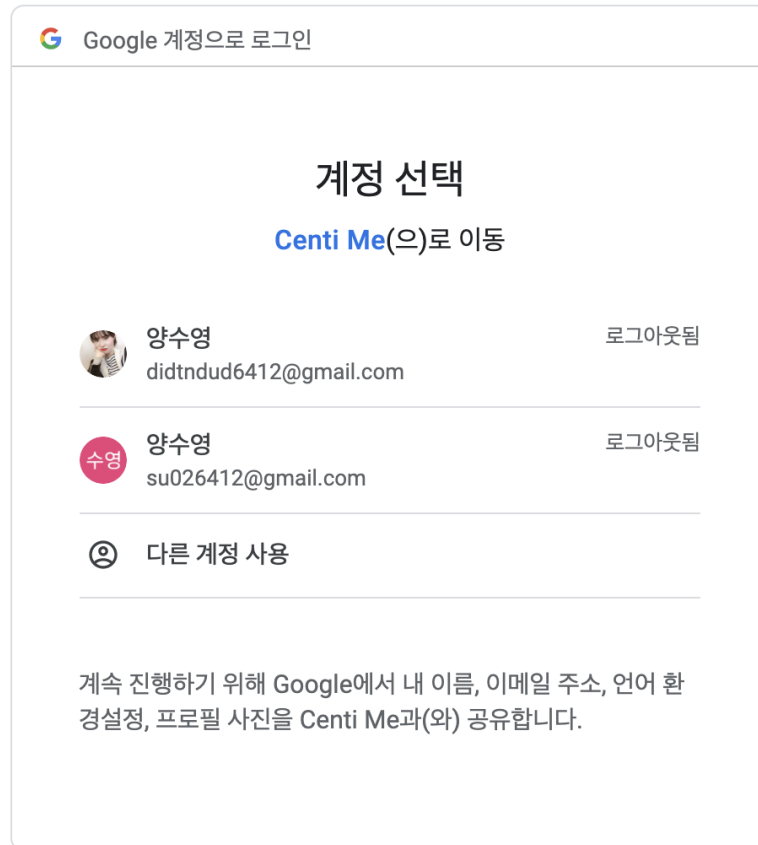 Google 계정으로 로그인
계정 선택
Centi Me(으)로 이동
양수영 로그아웃됨
didtndud6412@gmail.com
수영 양수영 로그아웃됨
su026412@gmail.com
다른 계정 사용
계속 진행하기 위해 Google에서 내 이름, 이메일 주소, 언어 환
경설정, 프로필 사진을 Centi Me과(와) 공유합니다.